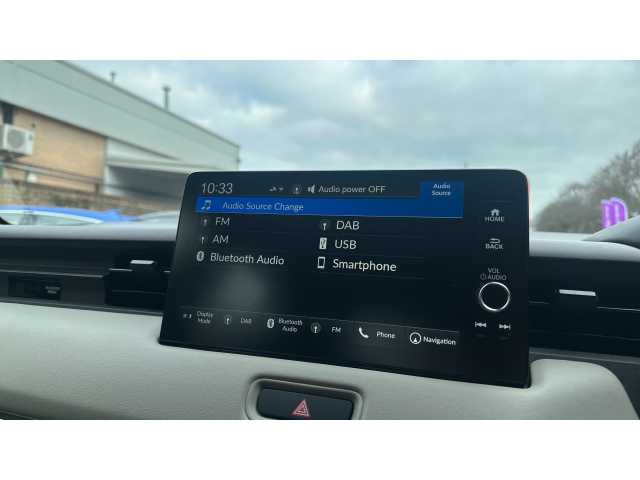 10:33
Audio power OFF
Audio
Source
Audio Source Change
FM
DAB
AM
USB
Bluetooth Audio
Smartphone
Display
Mode
DAB
Bluetooth
Audio
FM
Phone
Navigation
HOME
BACK
VOL
AUDIO